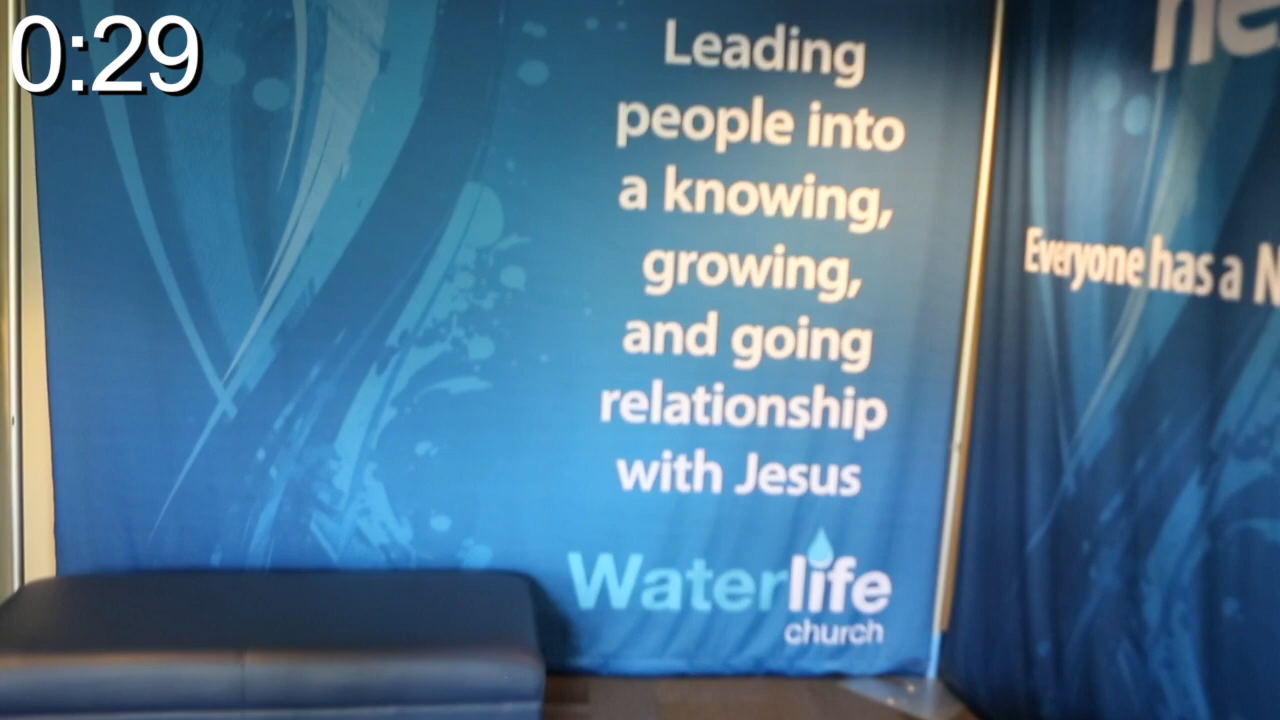 0:29
Leading
people into
a knowing,
growing,
and going
relationship
with Jesus
Waterlife
church
Everyone has a